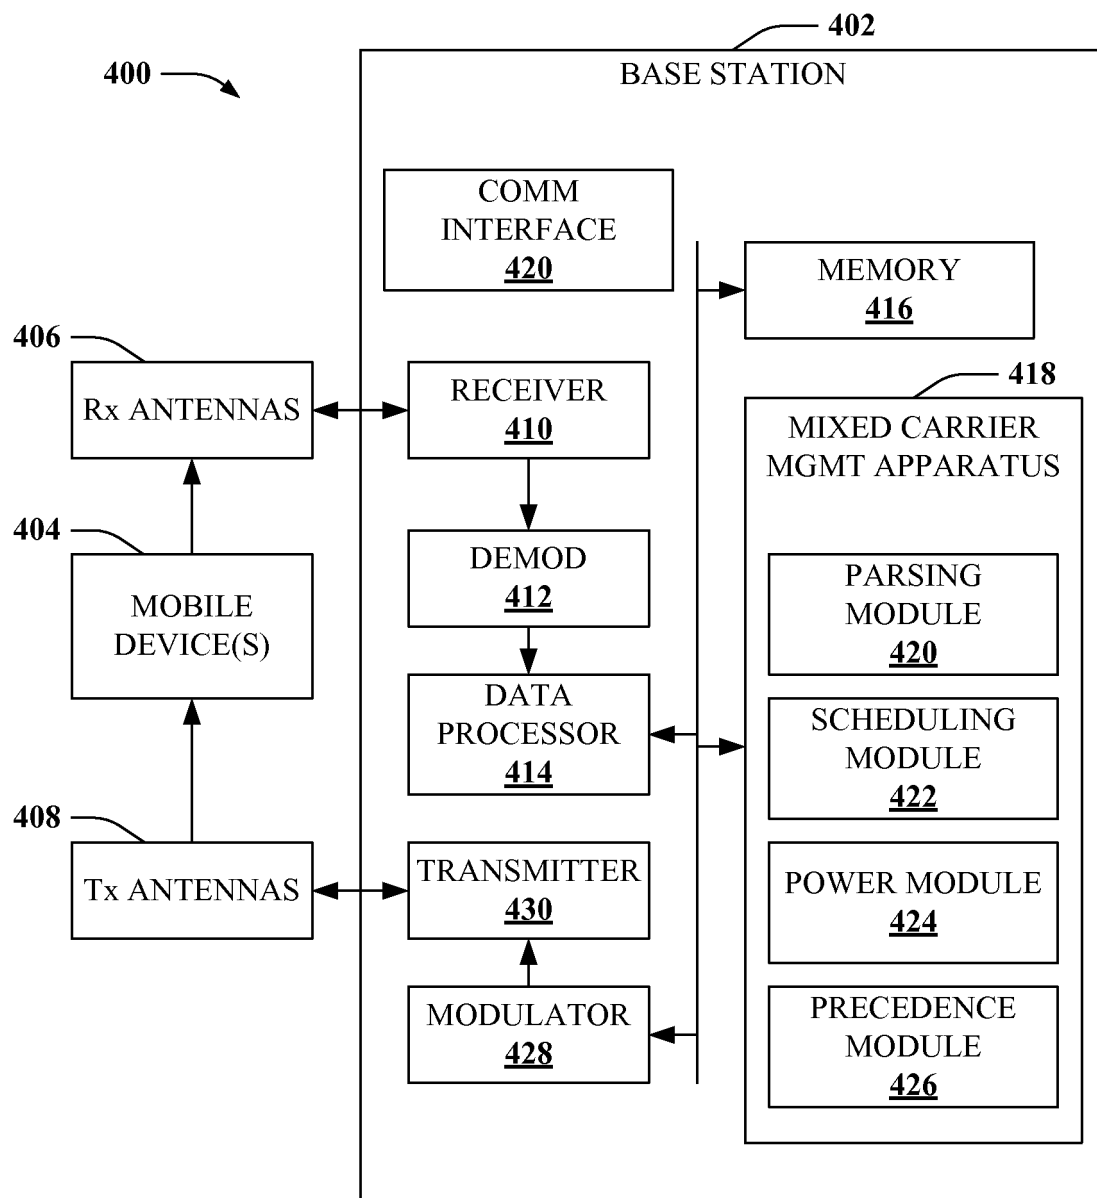 402
400
BASE STATION
COMM
INTERFACE
420
MEMORY
416
406
Rx ANTENNAS
RECEIVER
410
418
MIXED CARRIER
MGMT APPARATUS
404
MOBILE
DEVICE(S)
DEMOD
412
PARSING
MODULE
420
DATA
PROCESSOR
414
SCHEDULING
MODULE
422
408
Tx ANTENNAS
TRANSMITTER
430
POWER MODULE
424
MODULATOR
428
PRECEDENCE
MODULE
426